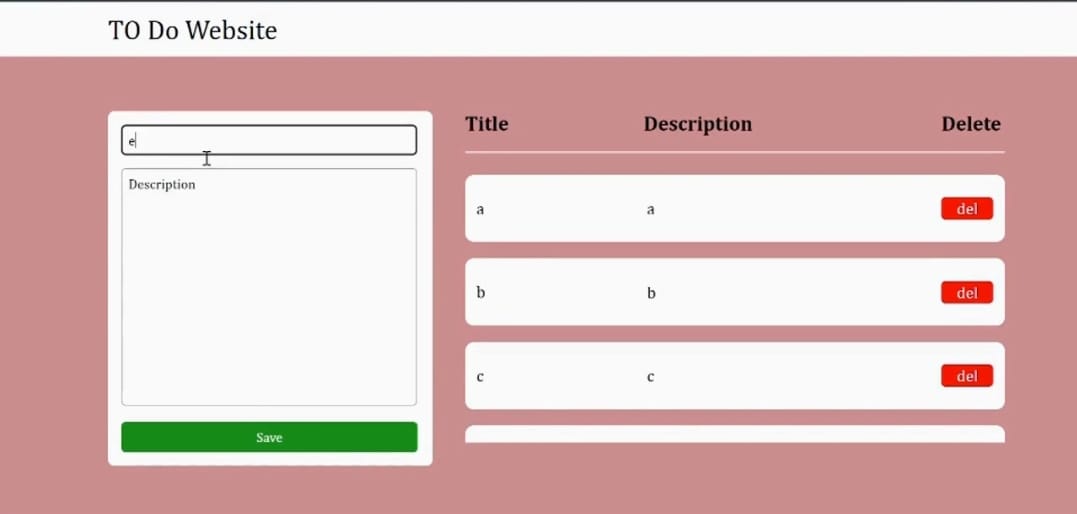 TO Do Website
e
Description
Save
Title Description Delete
a a del
b b del
c c del